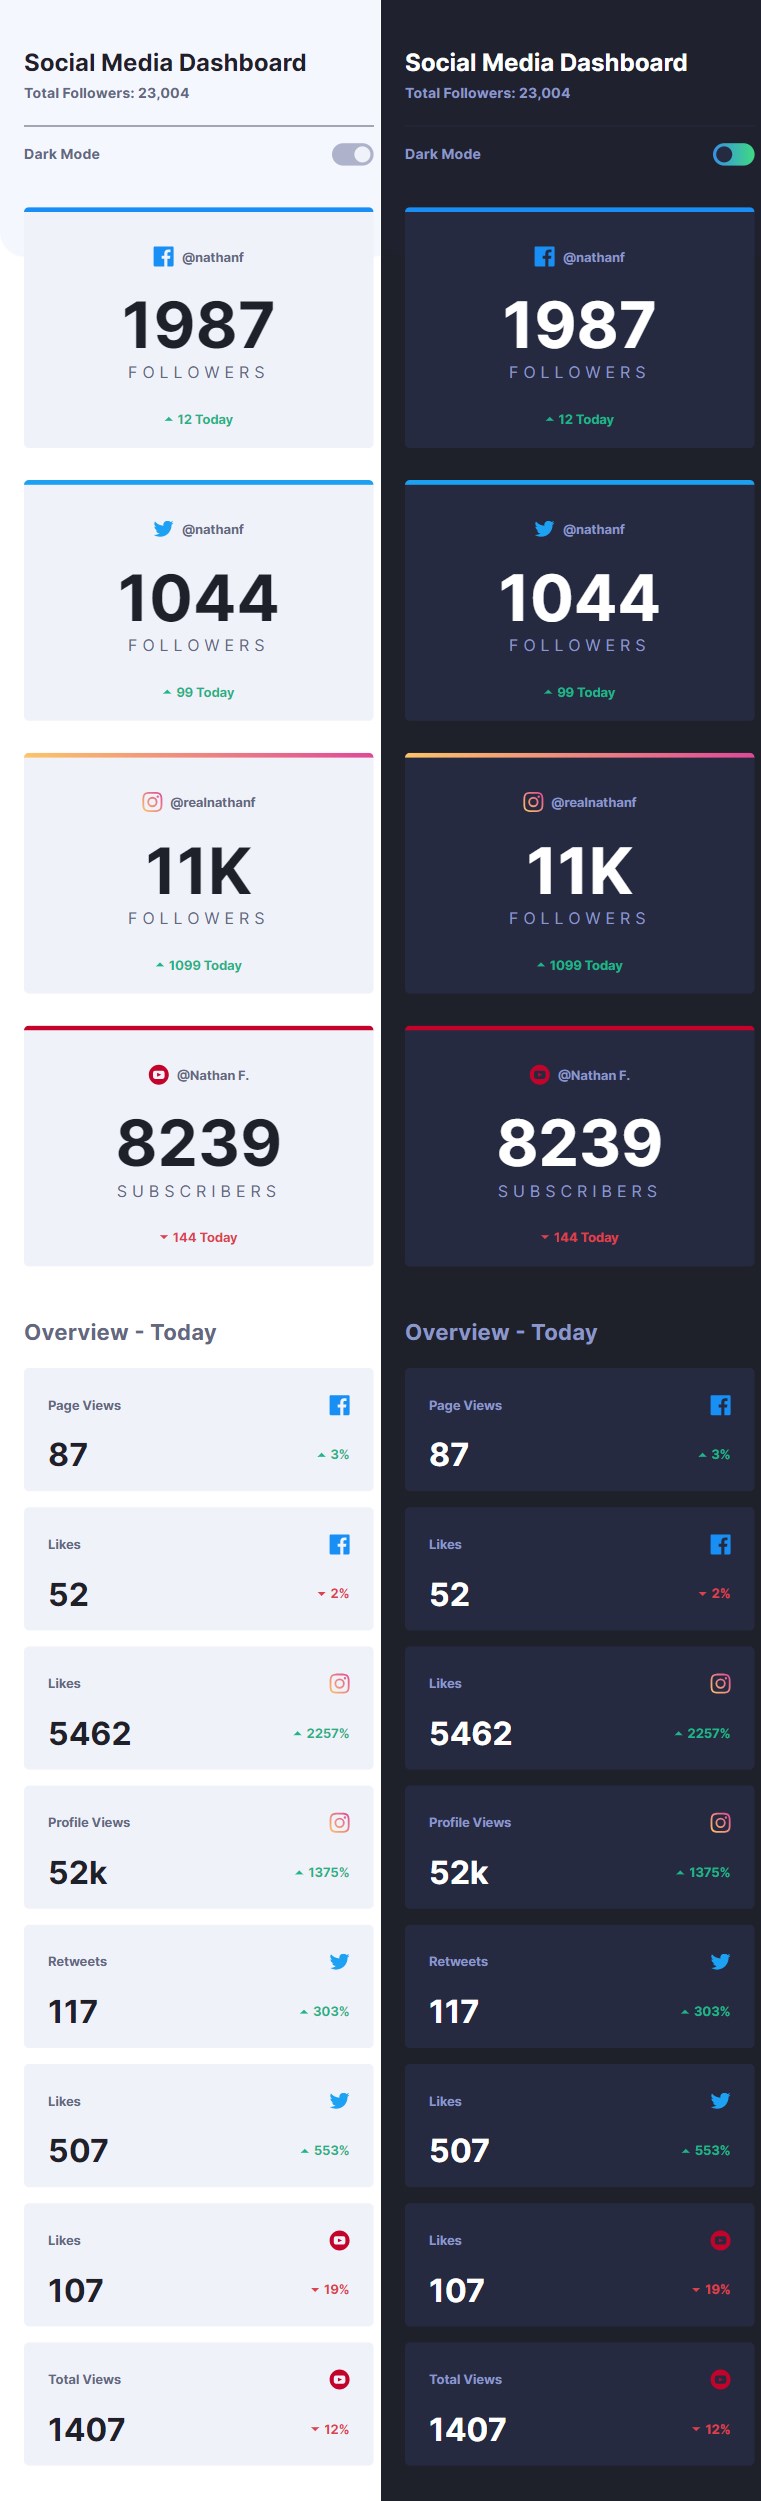 Social Media Dashboard
Total Followers: 23,004
Dark Mode
@nathanf
1987
FOLLOWERS
12 Today
@nathanf
1044
FOLLOWERS
99 Today
@realnathanf
11K
FOLLOWERS
1099 Today
@Nathan F.
8239
SUBSCRIBERS
144 Today
Overview - Today
Page Views
87
3%
Likes
52
2%
Likes
5462
2257%
Profile Views
52k
1375%
Retweets
117
303%
Likes
507
553%
Likes
107
19%
Total Views
1407
12%
Social Media Dashboard
Total Followers: 23,004
Dark Mode
@nathanf
1987
FOLLOWERS
12 Today
@nathanf
1044
FOLLOWERS
99 Today
@realnathanf
11K
FOLLOWERS
1099 Today
@Nathan F.
8239
SUBSCRIBERS
144 Today
Overview - Today
Page Views
87
3%
Likes
52
2%
Likes
5462
2257%
Profile Views
52k
1375%
Retweets
117
303%
Likes
507
553%
Likes
107
19%
Total Views
1407
12%